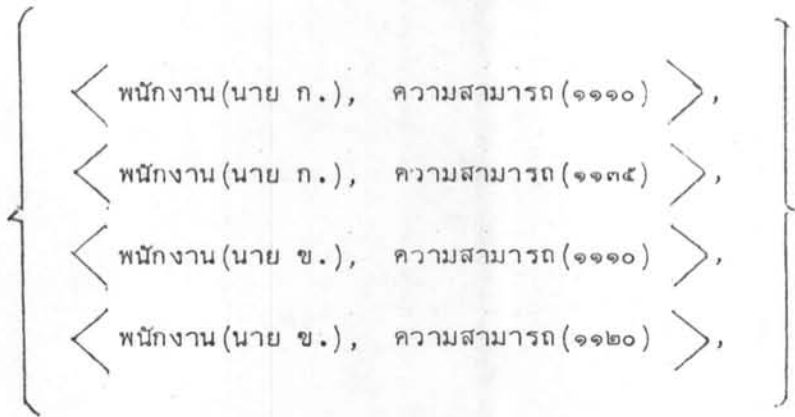 < พนักงาน(นาย ก.), ความสามารถ(๑๑๑๐) >,
< พนักงาน(นาย ก.), ความสามารถ(๑๑๓๕) >,
< พนักงาน(นาย ข.), ความสามารถ(๑๑๑๐) >,
< พนักงาน(นาย ข.), ความสามารถ(๑๑๒๐) >,